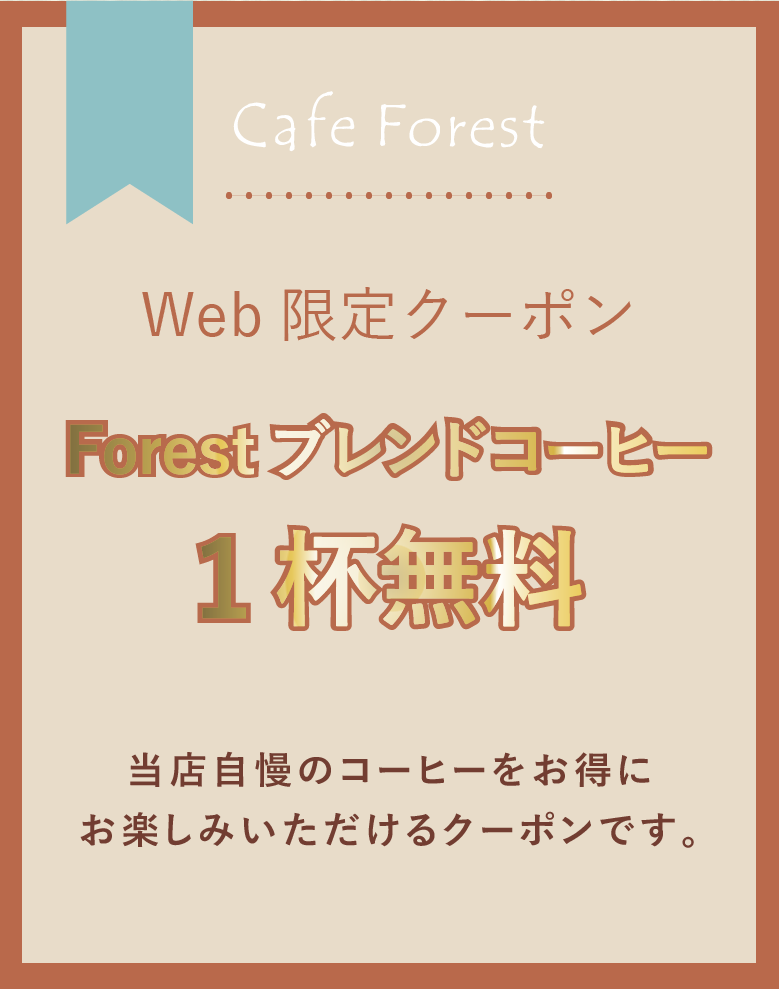 Cafe Forest
Web 限定クーポン
Forest ブレンドコーヒー
1 杯無料
当店自慢のコーヒーをお得に
お楽しみいただけるクーポンです。